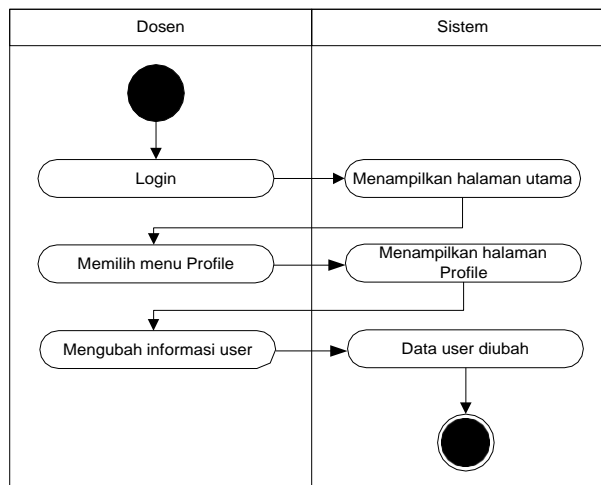 Dosen
Sistem
Login
Menampilkan halaman utama
Memilih menu Profile
Menampilkan halaman
Profile
Mengubah informasi user
Data user diubah